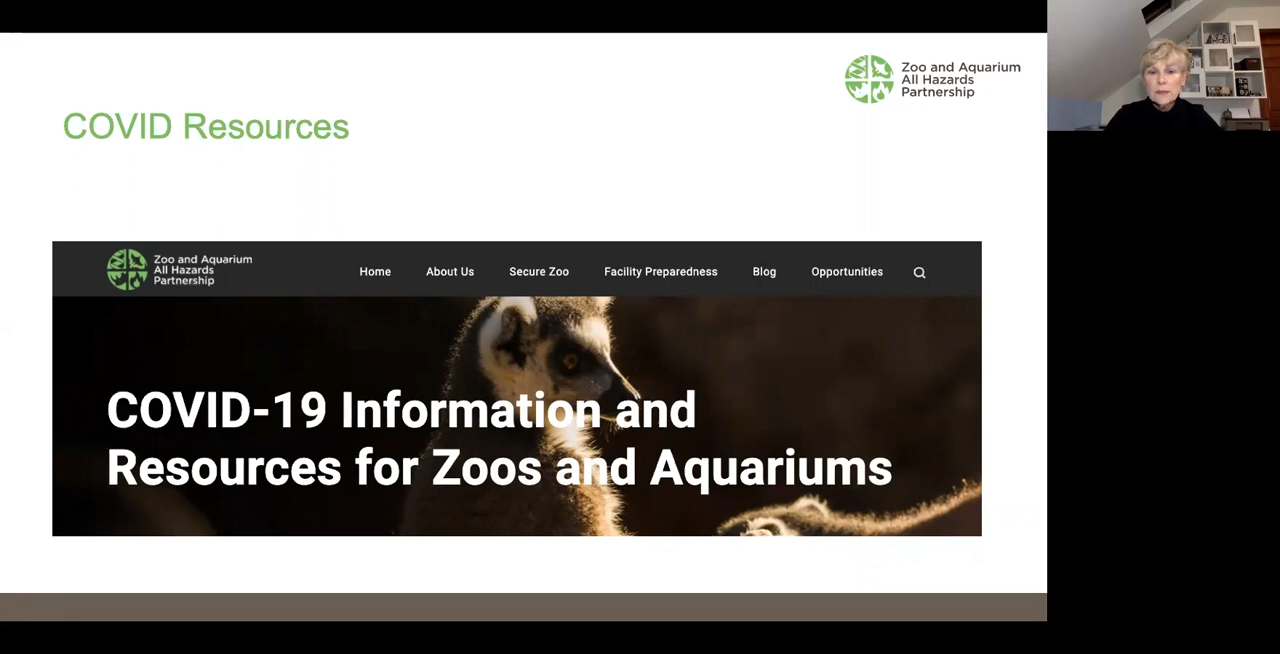 Zoo and Aquarium
All Hazards
Partnership
COVID Resources
Zoo and Aquarium
All Hazards
Partnership
Home About Us Secure Zoo Facility Preparedness Blog Opportunities
COVID-19 Information and
Resources for Zoos and Aquariums